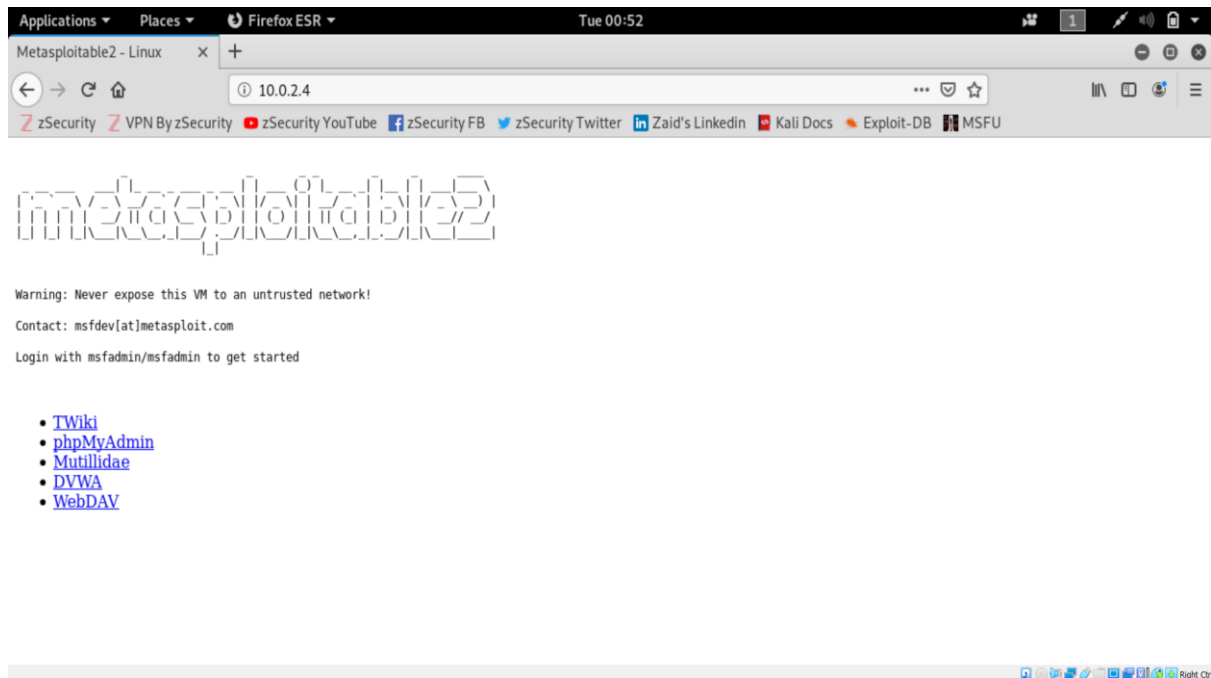 Applications Places Firefox ESR Tue 00:52 1
Metasploitable2 - Linux
10.0.2.4
zSecurity VPN By zSecurity zSecurity YouTube zSecurity FB zSecurity Twitter Zaid's Linkedin Kali Docs Exploit-DB MSFU
metasploitable2
Warning: Never expose this VM to an untrusted network!
Contact: msfdev[at]metasploit.com
Login with msfadmin/msfadmin to get started
TWiki
phpMyAdmin
Mutillidae
DVWA
WebDAV
Right Ctr